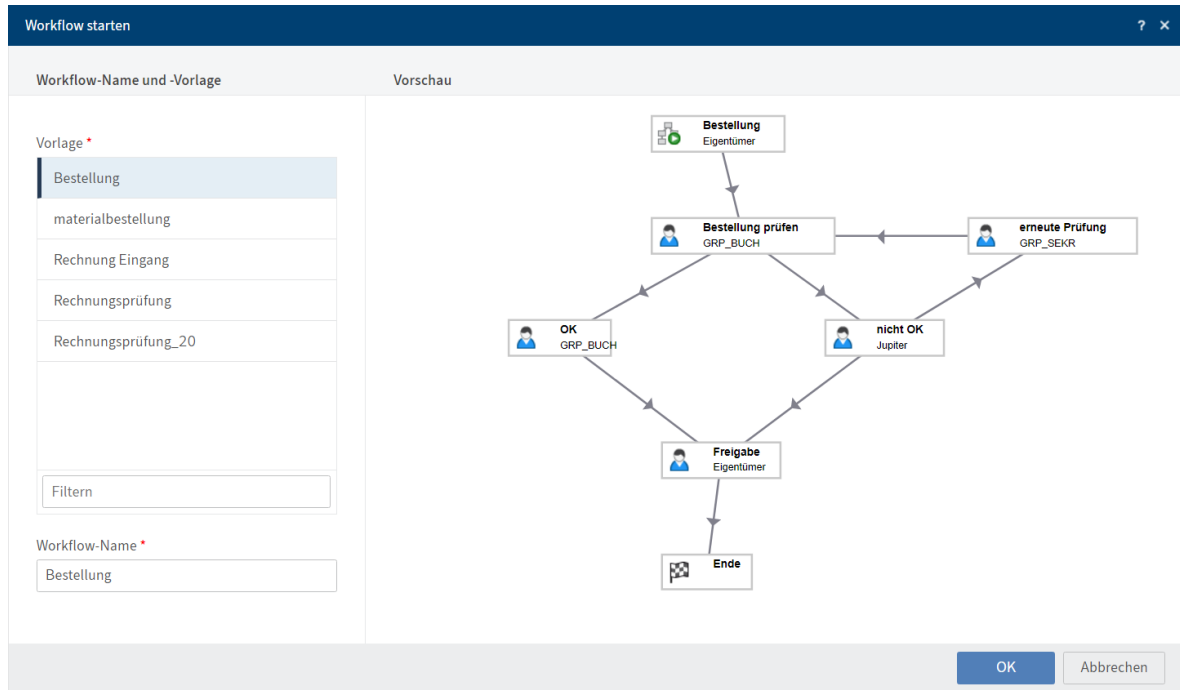 Workflow starten
? ×
Workflow-Name und -Vorlage
Vorschau
Vorlage *
Bestellung
materialbestellung
Rechnung Eingang
Rechnungsprüfung
Rechnungsprüfung_20
Filtern
Workflow-Name *
Bestellung
Bestellung
Eigentümer
Bestellung prüfen
GRP_BUCH
erneute Prüfung
GRP_SEKR
OK
GRP_BUCH
nicht OK
Jupiter
Freigabe
Eigentümer
Ende
OK
Abbrechen